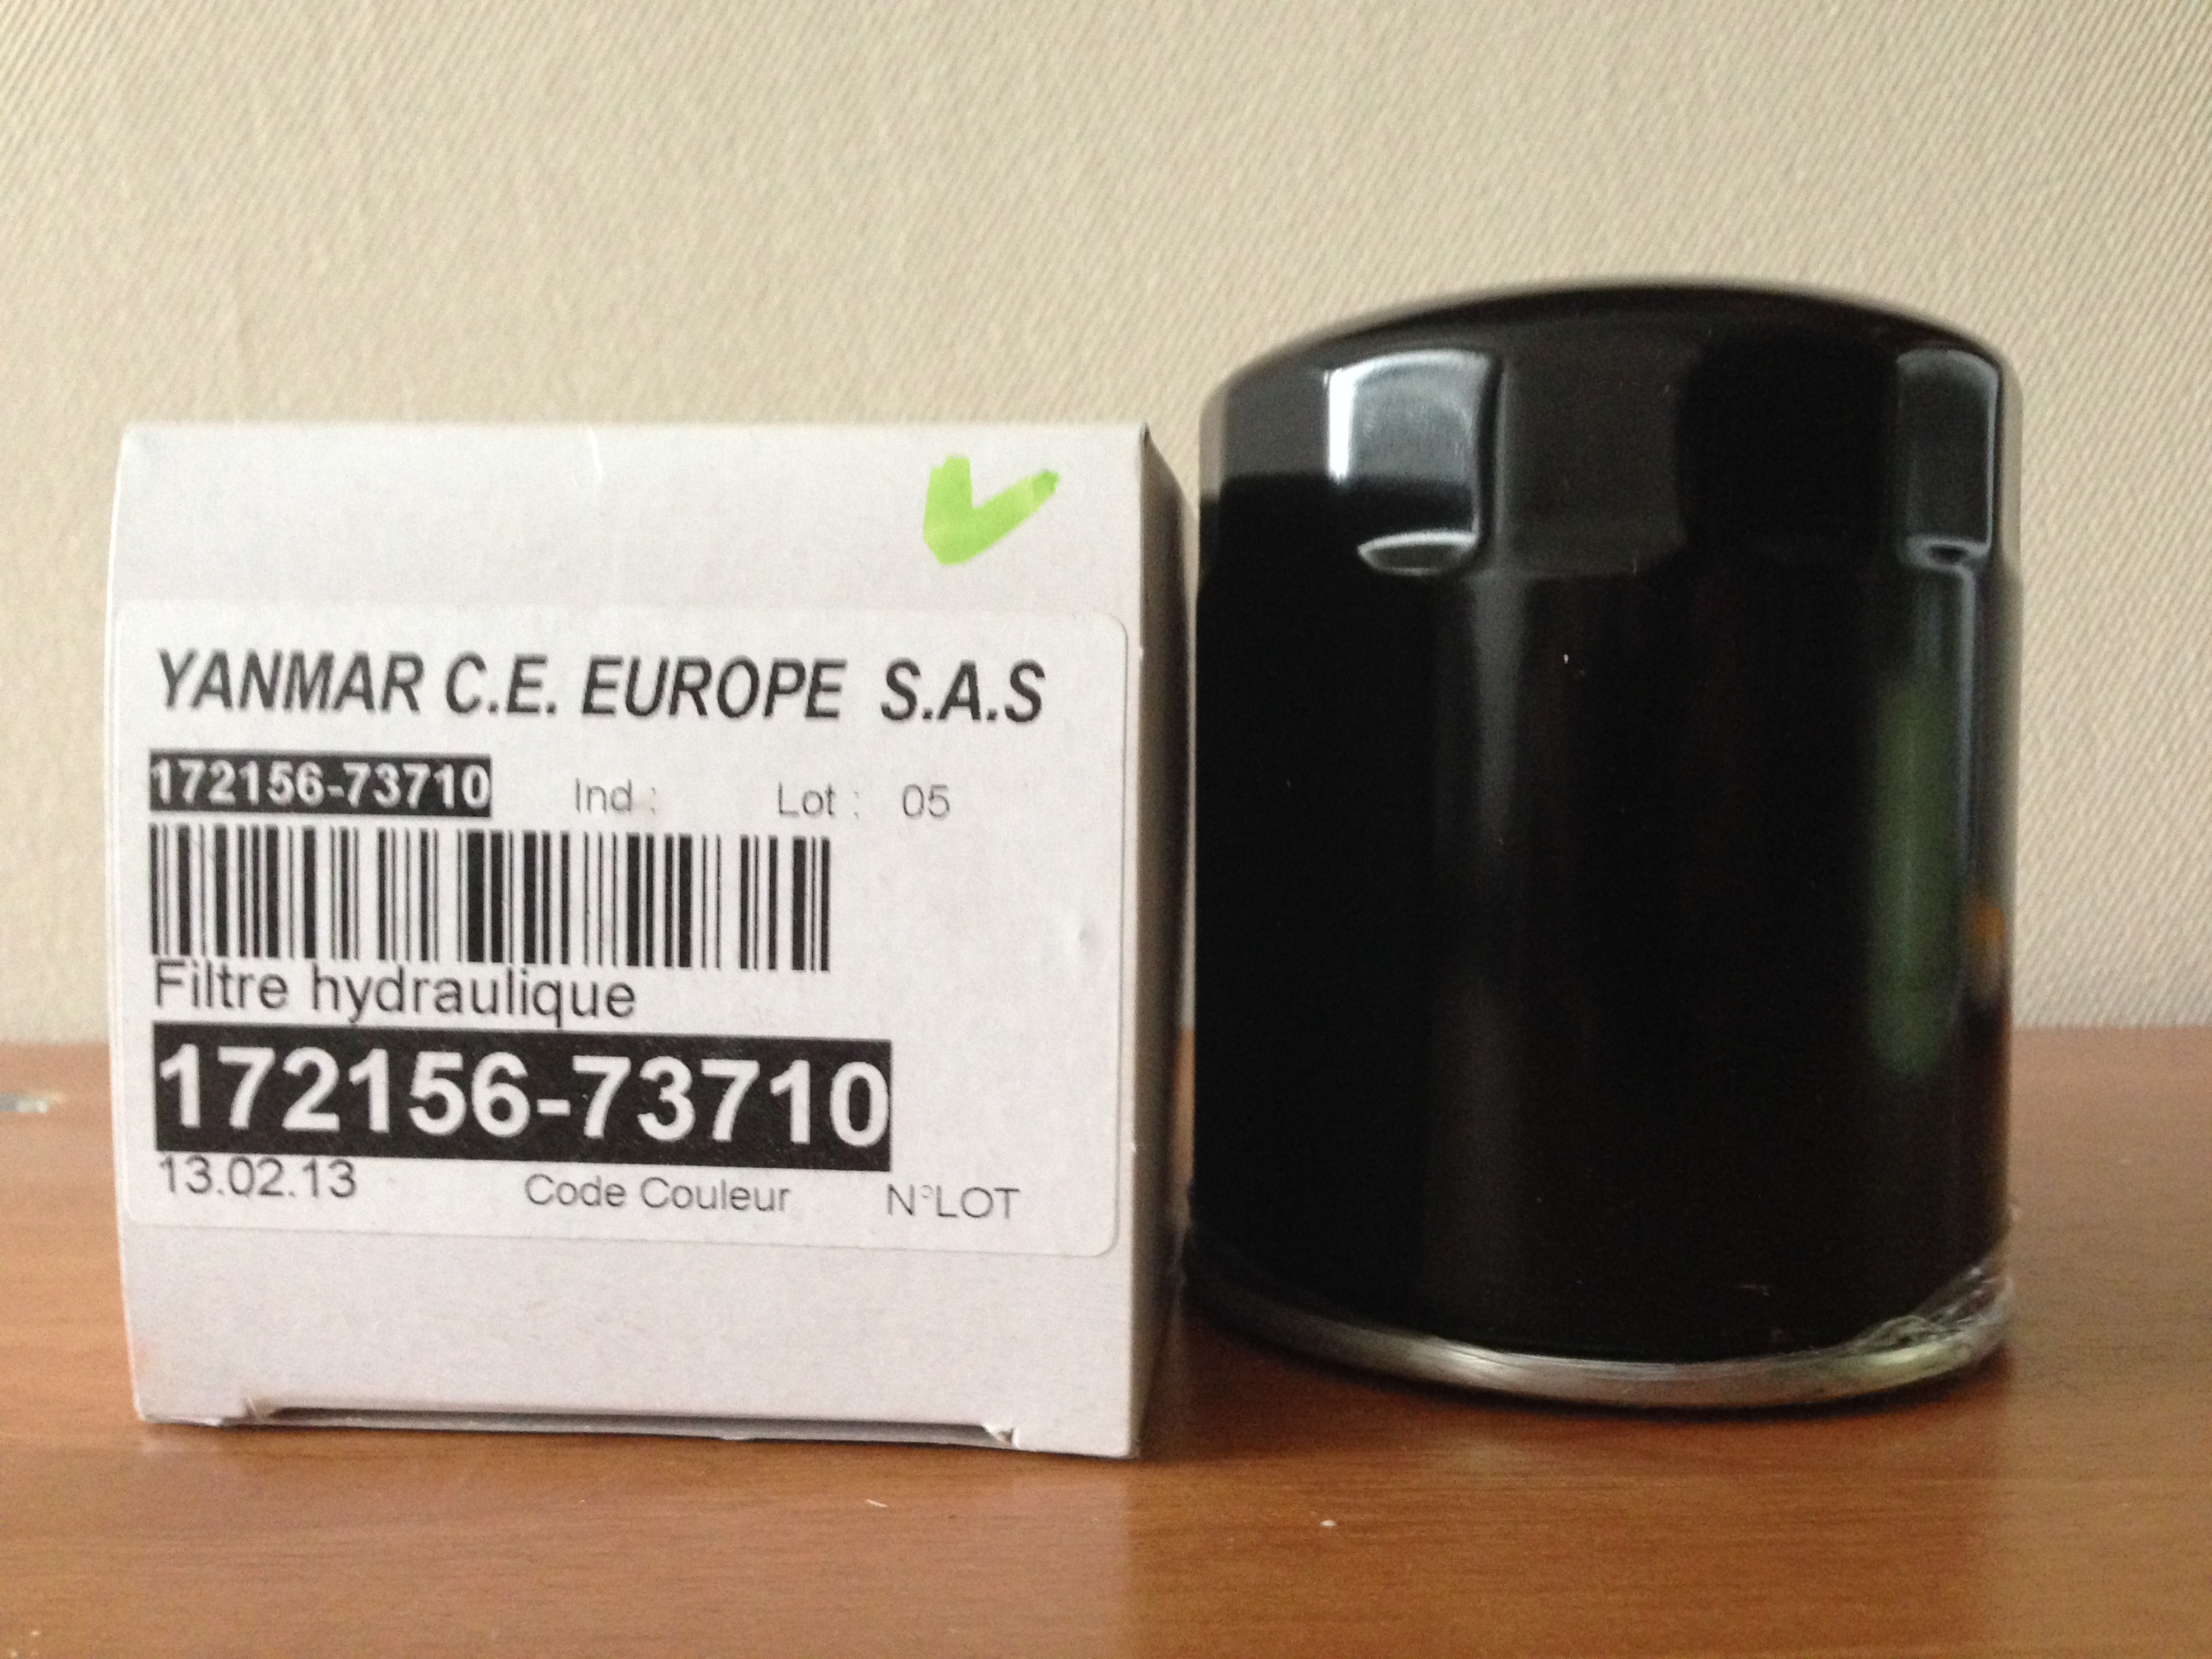 YANMAR C.E. EUROPE S.A.S
172156-73710 Ind : Lot : 05
Filtre hydraulique
172156-73710
13.02.13 Code Couleur N°LOT